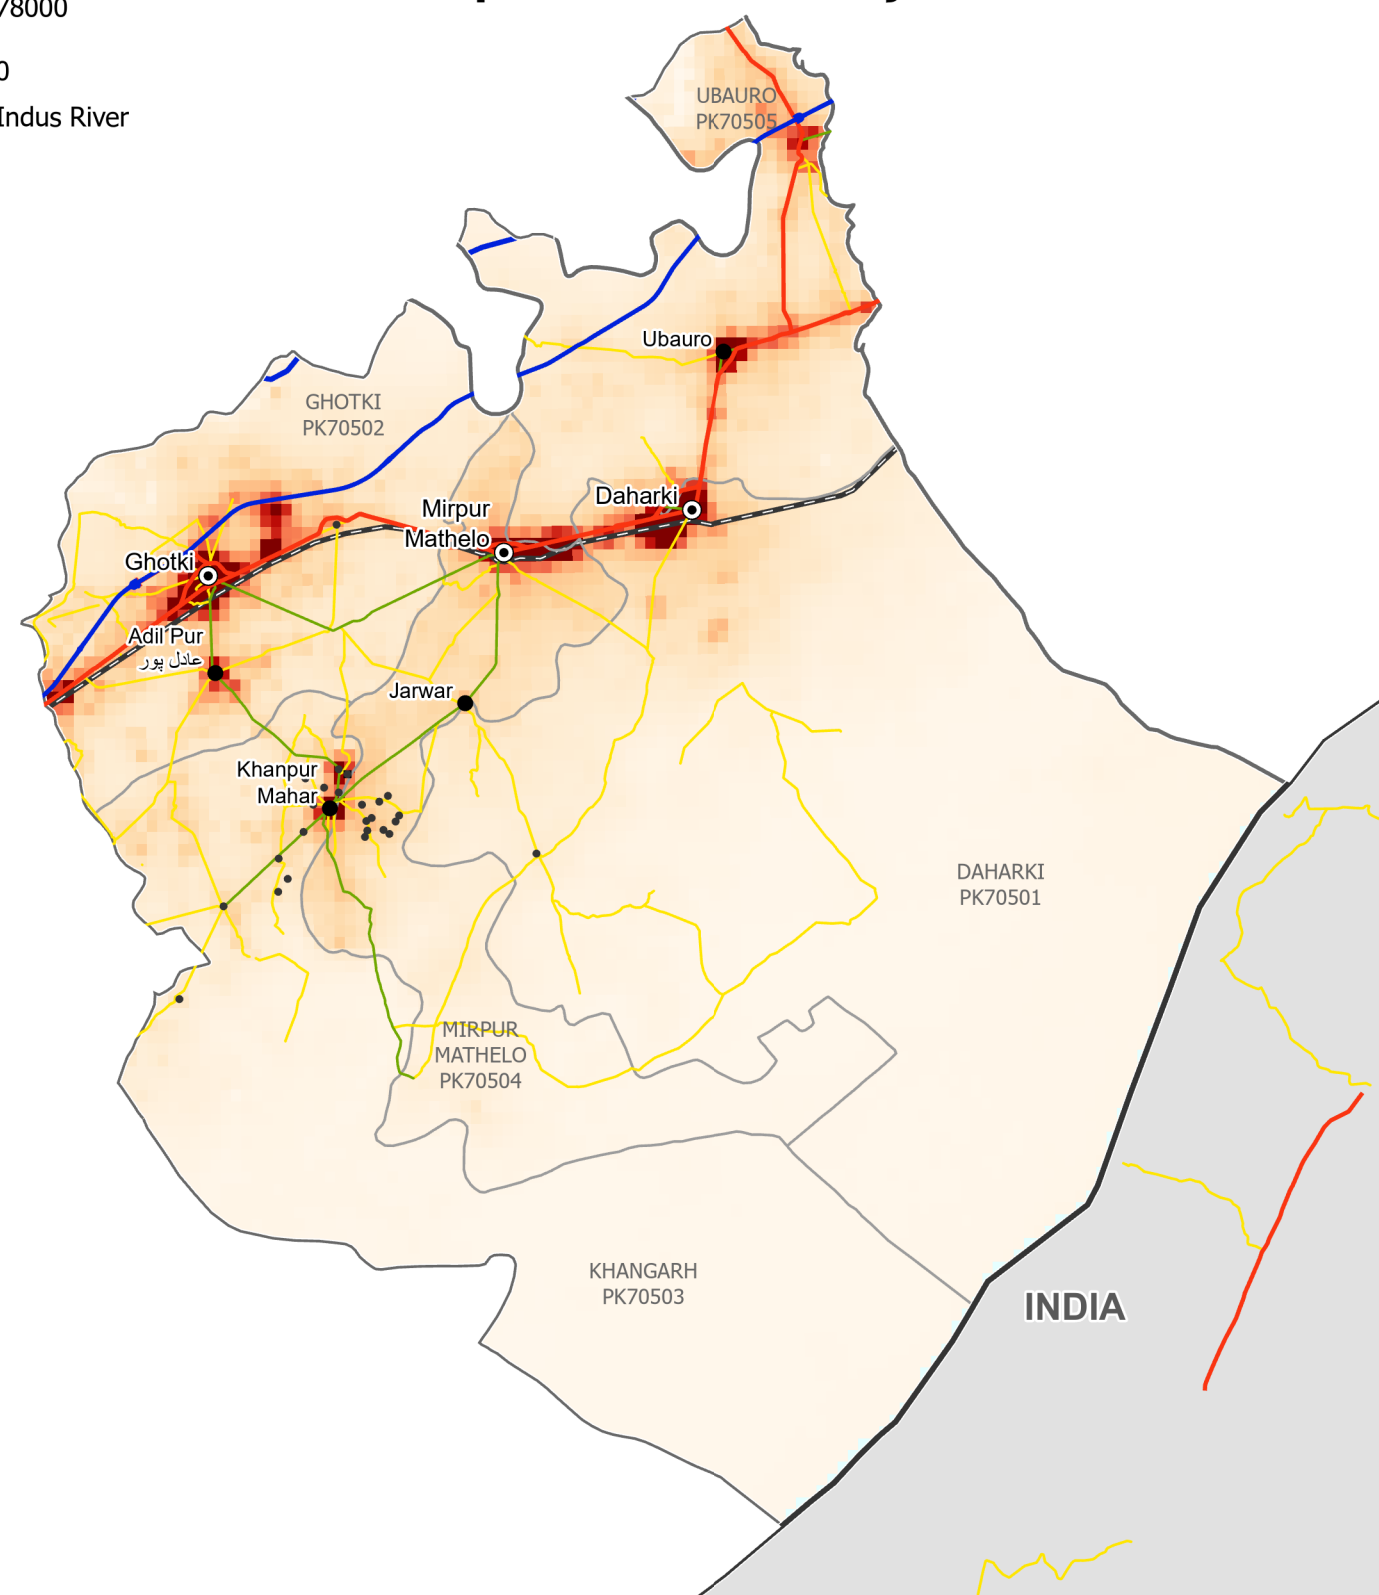 78000
0
Indus River
UBAURO
PK70505
Ubauro
GHOTKI
PK70502
Daharki
Mirpur
Mathelo
Ghotki
Adil Pur
عادل پور
Jarwar
Khanpur
Mahar
DAHARKI
PK70501
MIRPUR
MATHELO
PK70504
KHANGARH
PK70503
INDIA